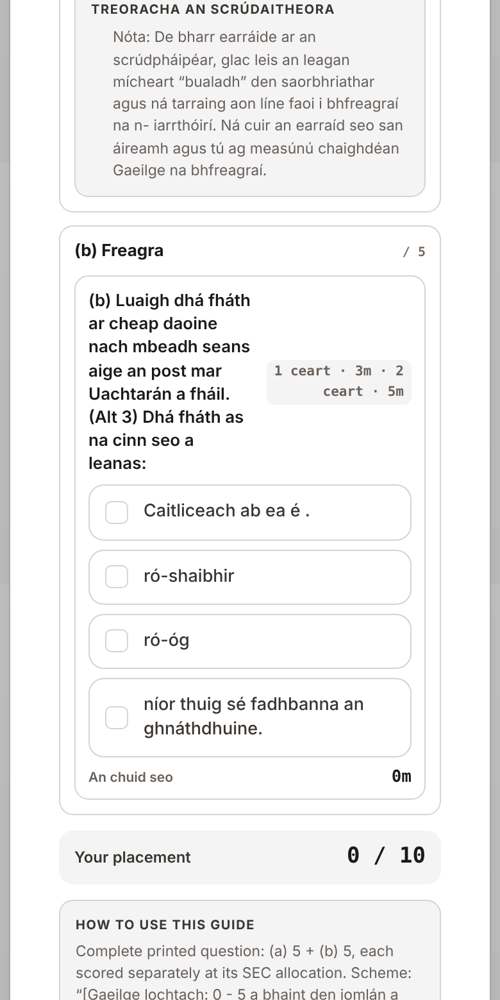 TREORACHA AN SCRÚDAITHEORA
Nóta: De bharr earráide ar an
scrúdpháipéar, glac leis an leagan
mícheart “bualadh” den saorbhriathar
agus ná tarraing aon líne faoi i bhfreagraí
na n- iarrthóirí. Ná cuir an earraíd seo san
áireamh agus tú ag measúnú chaighdéan
Gaeilge na bhfreagraí.
(b) Freagra
/ 5
(b) Luaigh dhá fháth
ar cheap daoine
nach mbeadh seans
aige an post mar
Uachtarán a fháil.
(Alt 3) Dhá fháth as
na cinn seo a
leanas:
1 ceart · 3m · 2
ceart · 5m
Caitliceach ab ea é .
ró-shaibhir
ró-óg
níor thuig sé fadhbanna an
ghnáthdhuine.
An chuid seo
0m
Your placement
0 / 10
HOW TO USE THIS GUIDE
Complete printed question: (a) 5 + (b) 5, each
scored separately at its SEC allocation. Scheme:
“[Gaeilge lochtach: 0 - 5 a bhaint den iomlán a